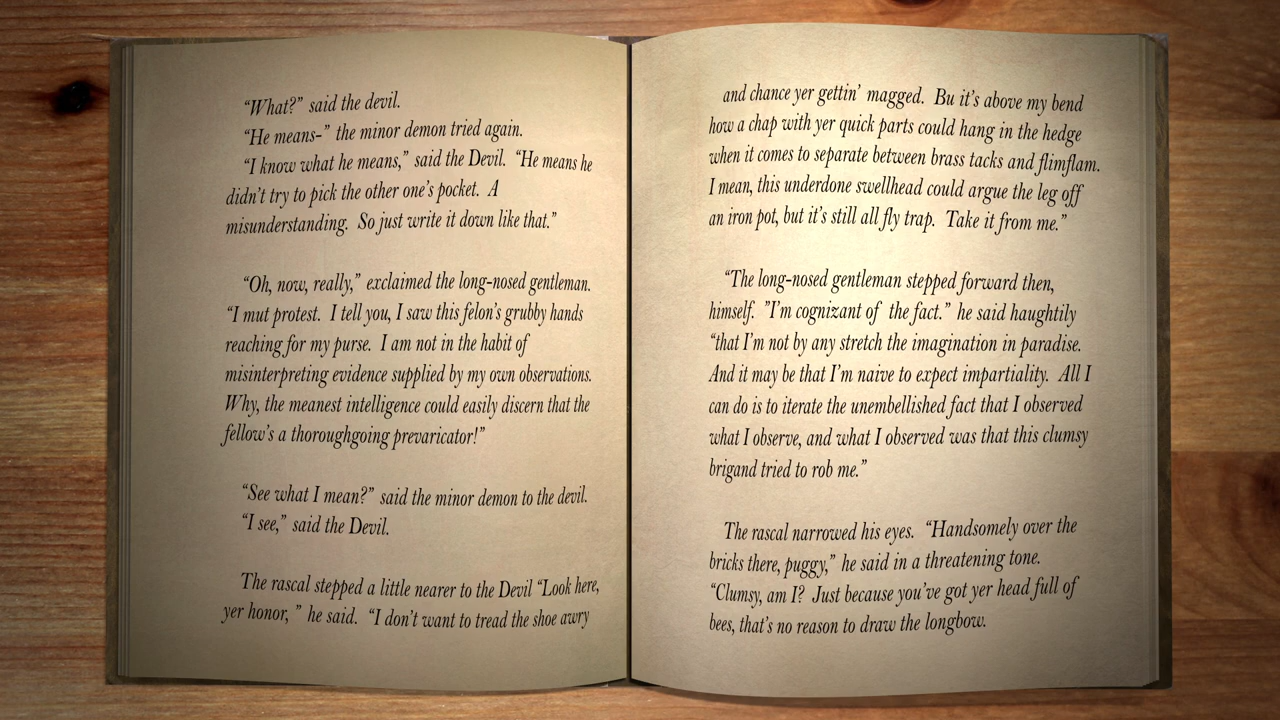 “What?” said the devil.
“He means-” the minor demon tried again.
“I know what he means,” said the Devil. “He means he
didn’t try to pick the other one’s pocket. A
misunderstanding. So just write it down like that.”
“Oh, now, really,” exclaimed the long-nosed gentleman.
“I mut protest. I tell you, I saw this felon’s grubby hands
reaching for my purse. I am not in the habit of
misinterpreting evidence supplied by my own observations.
Why, the meanest intelligence could easily discern that the
fellow’s a thoroughgoing prevaricator!”
“See what I mean?” said the minor demon to the devil.
“I see,” said the Devil.
The rascal stepped a little nearer to the Devil “Look here,
yer honor, ” he said. “I don’t want to tread the shoe awry
and chance yer gettin’ magged. Bu it’s above my bend
how a chap with yer quick parts could hang in the hedge
when it comes to separate between brass tacks and flimflam.
I mean, this underdone swellhead could argue the leg off
an iron pot, but it’s still all fly trap. Take it from me.”
“The long-nosed gentleman stepped forward then,
himself. ”I’m cognizant of the fact.” he said haughtily
“that I’m not by any stretch the imagination in paradise.
And it may be that I’m naive to expect impartiality. All I
can do is to iterate the unembellished fact that I observed
what I observe, and what I observed was that this clumsy
brigand tried to rob me.”
The rascal narrowed his eyes. “Handsomely over the
bricks there, puggy,” he said in a threatening tone.
“Clumsy, am I? Just because you’ve got yer head full of
bees, that’s no reason to draw the longbow.